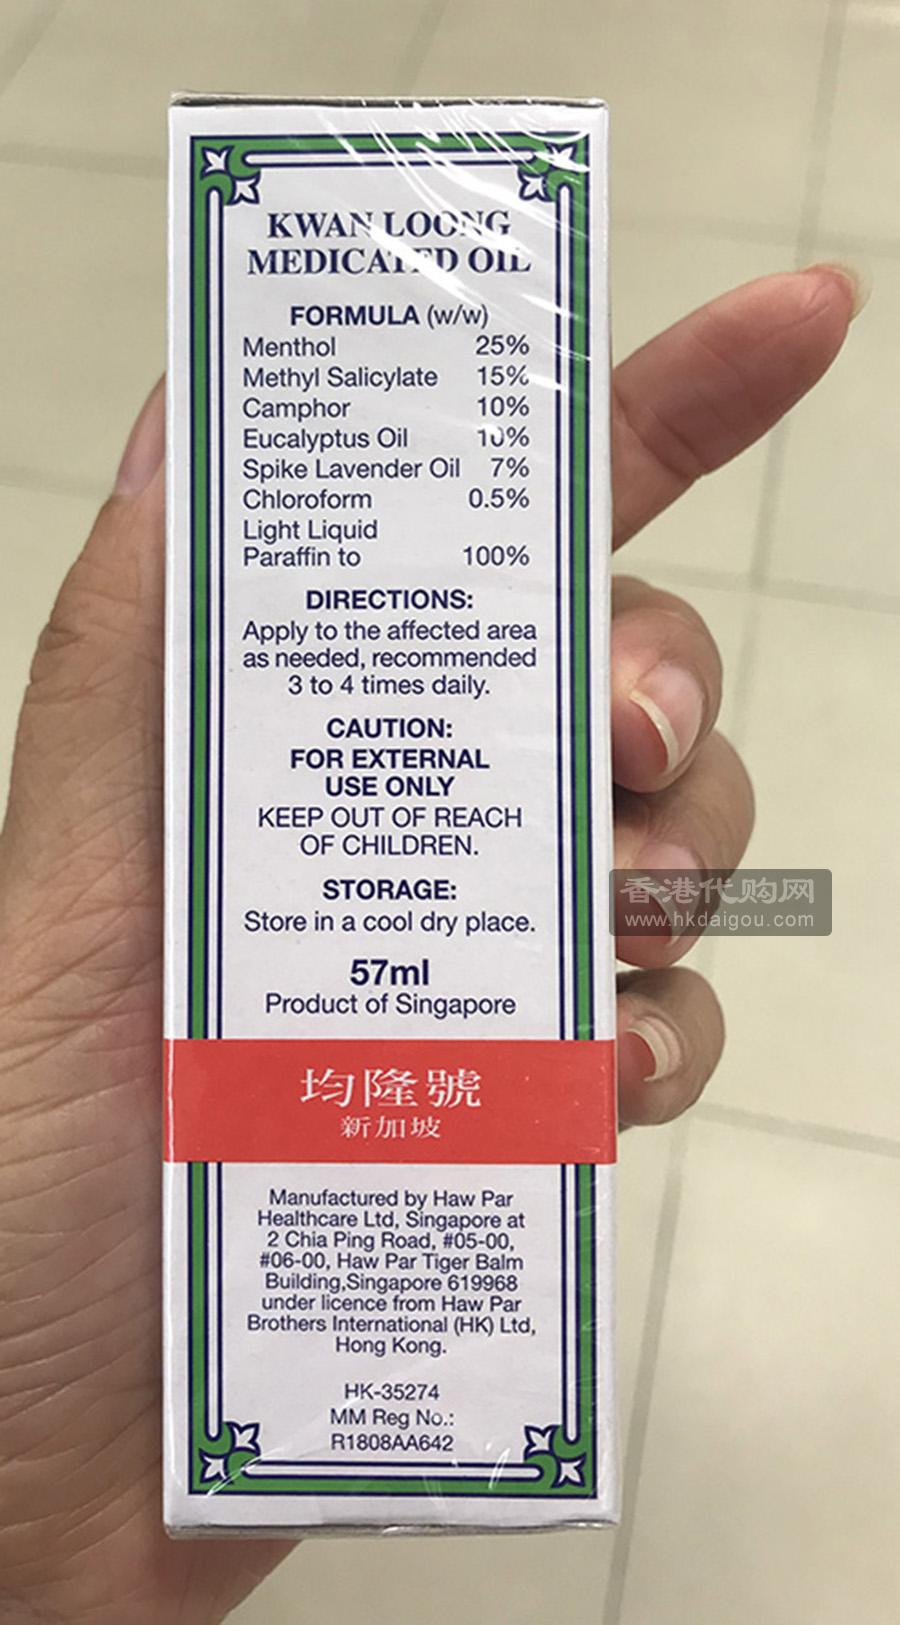 KWAN LOONG
MEDICATED OIL
FORMULA (w/w)
Menthol 25%
Methyl Salicylate 15%
Camphor 10%
Eucalyptus Oil 10%
Spike Lavender Oil 7%
Chloroform 0.5%
Light Liquid
Paraffin to 100%
DIRECTIONS:
Apply to the affected area
as needed, recommended
3 to 4 times daily.
CAUTION:
FOR EXTERNAL
USE ONLY
KEEP OUT OF REACH
OF CHILDREN.
STORAGE:
Store in a cool dry place.
57ml
Product of Singapore
均隆號
新加坡
Manufactured by Haw Par
Healthcare Ltd, Singapore at
2 Chia Ping Road, #05-00,
#06-00, Haw Par Tiger Balm
Building,Singapore 619968
under licence from Haw Par
Brothers International (HK) Ltd,
Hong Kong.
HK-35274
MM Reg No.:
R1808AA642
香港代购网
www.hkdaigou.com